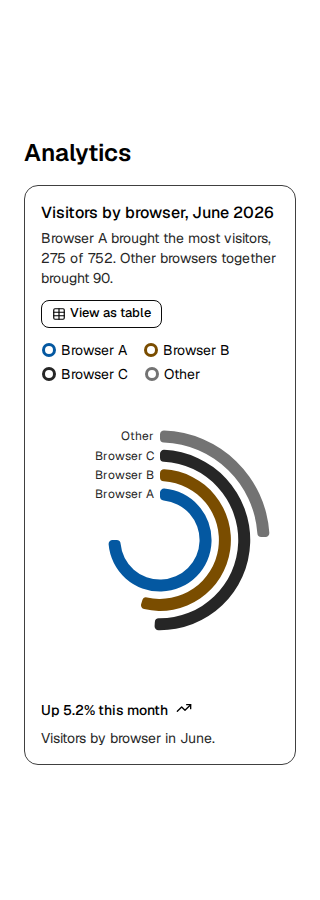 Analytics
Visitors by browser, June 2026
Browser A brought the most visitors,
275 of 752. Other browsers together
brought 90.
View as table
Browser A
Browser B
Browser C
Other
Other
Browser C
Browser B
Browser A
Up 5.2% this month
Visitors by browser in June.